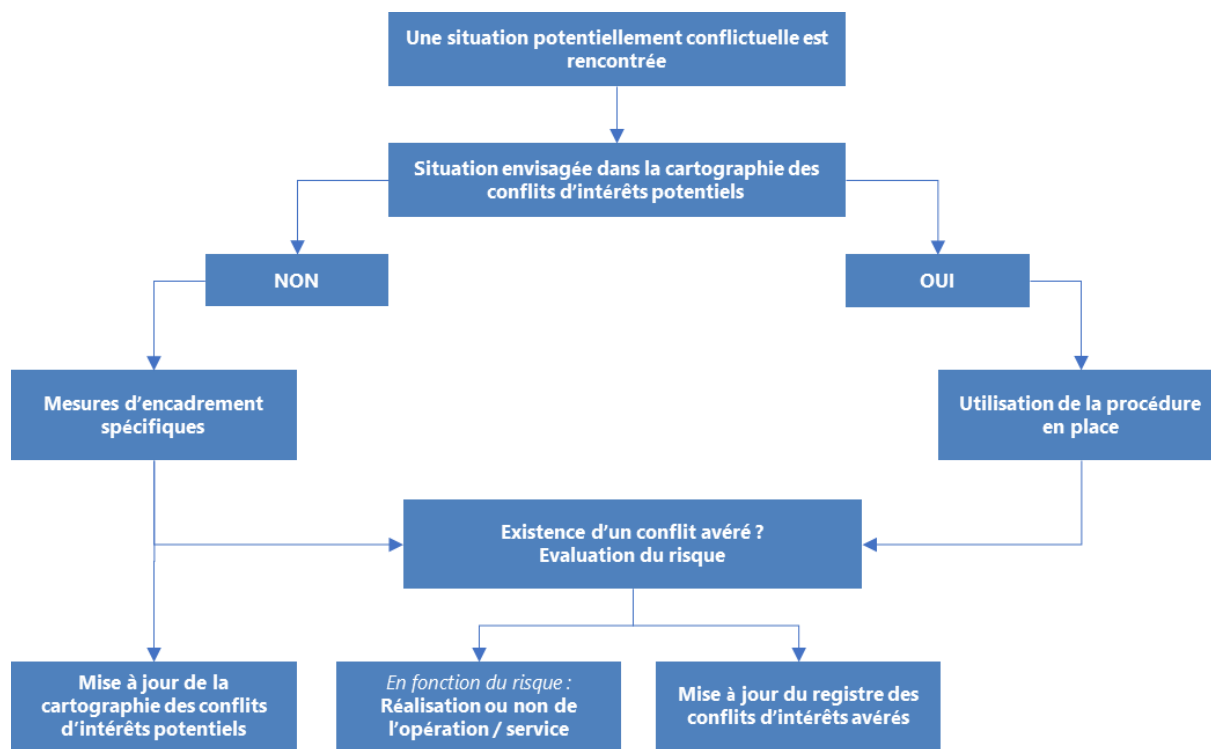 Une situation potentiellement conflictuelle est
rencontrée
Situation envisagée dans la cartographie des
conflits d'intérêts potentiels
NON
OUI
Mesures d'encadrement
spécifiques
Utilisation de la procédure
en place
Existence d'un conflit avéré ?
Evaluation du risque
Mise à jour de la
cartographie des conflits
d'intérêts potentiels
En fonction du risque :
Réalisation ou non de
l'opération / service
Mise à jour du registre des
conflits d'intérêts avérés